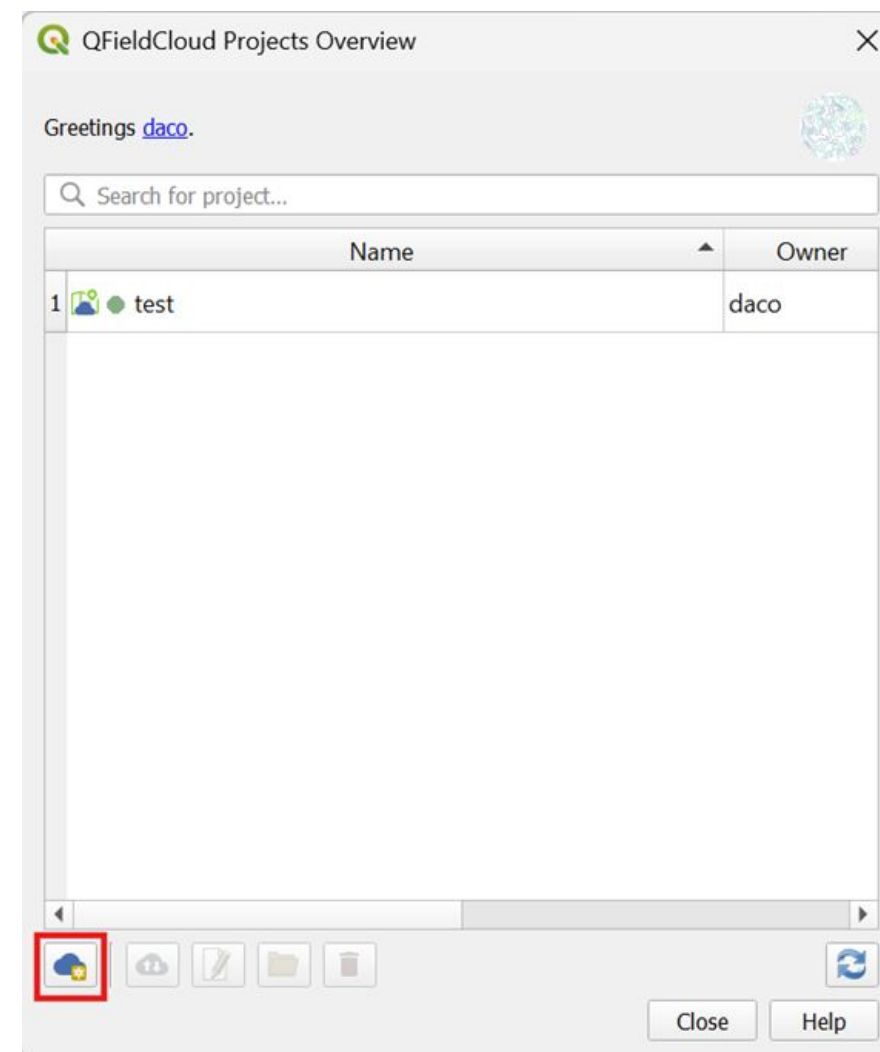 QFieldCloud Projects Overview
Greetings daco.
Search for project...
Name Owner
1 test daco
Close Help